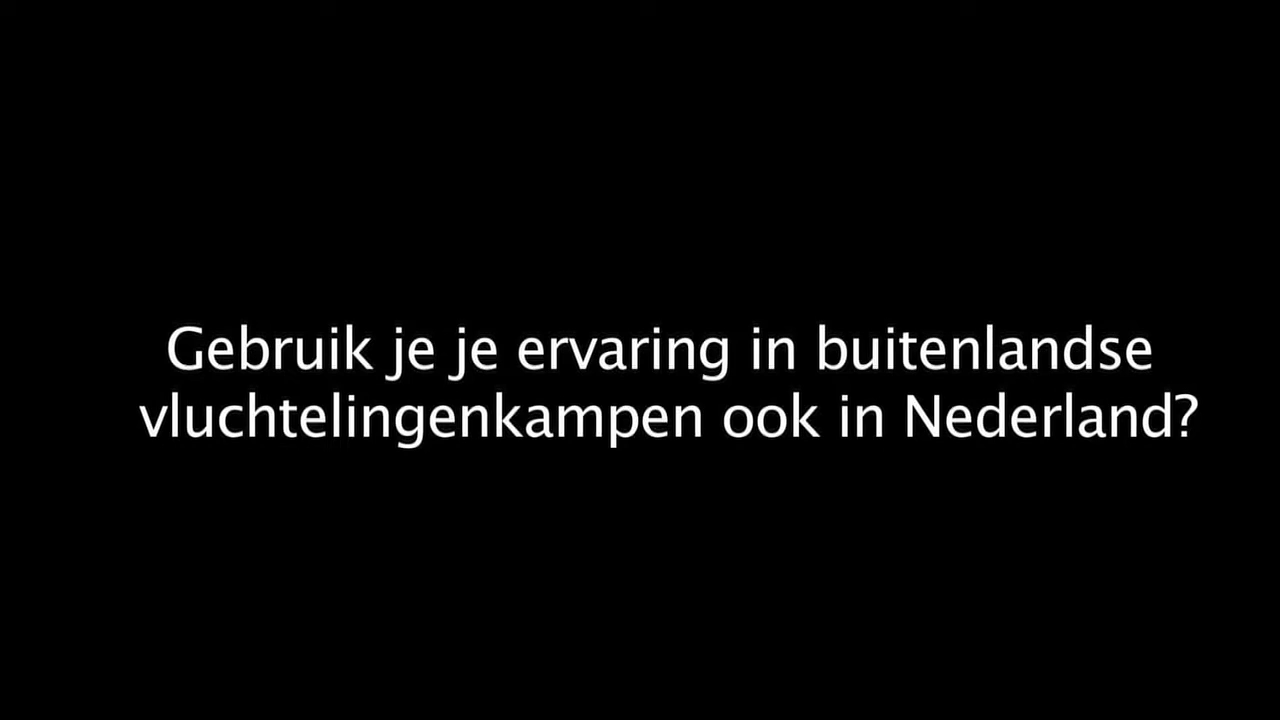 Gebruik je je ervaring in buitenlandse
vluchtelingenkampen ook in Nederland?